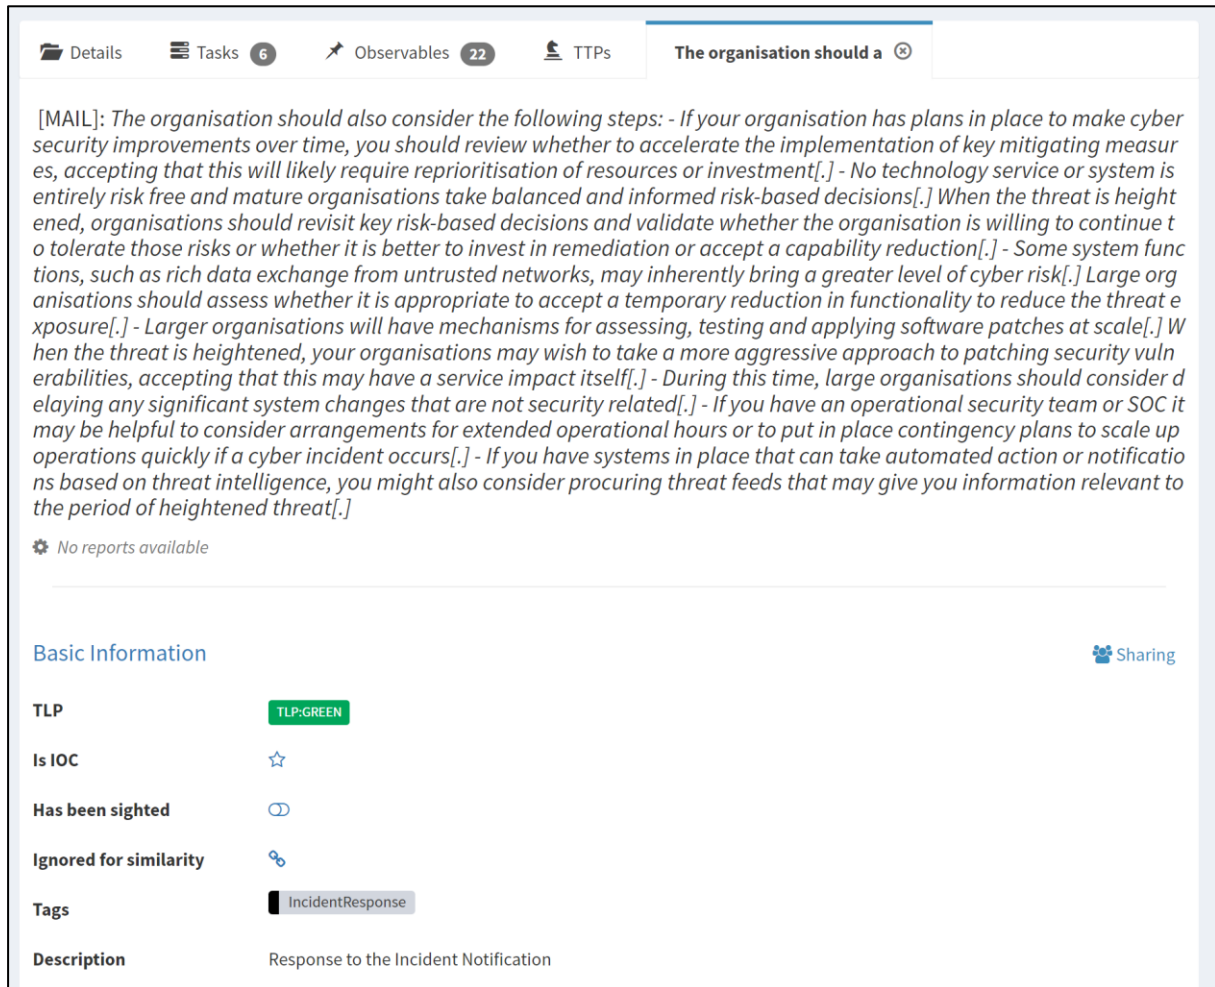 Details Tasks 6 Observables 22 TTPs The organisation should a
[MAIL]: The organisation should also consider the following steps: - If your organisation has plans in place to make cyber
security improvements over time, you should review whether to accelerate the implementation of key mitigating measur
es, accepting that this will likely require reprioritisation of resources or investment[.] - No technology service or system is
entirely risk free and mature organisations take balanced and informed risk-based decisions[.] When the threat is height
ened, organisations should revisit key risk-based decisions and validate whether the organisation is willing to continue t
o tolerate those risks or whether it is better to invest in remediation or accept a capability reduction[.] - Some system func
tions, such as rich data exchange from untrusted networks, may inherently bring a greater level of cyber risk[.] Large org
anisations should assess whether it is appropriate to accept a temporary reduction in functionality to reduce the threat e
xposure[.] - Larger organisations will have mechanisms for assessing, testing and applying software patches at scale[.] W
hen the threat is heightened, your organisations may wish to take a more aggressive approach to patching security vuln
erabilities, accepting that this may have a service impact itself[.] - During this time, large organisations should consider d
elaying any significant system changes that are not security related[.] - If you have an operational security team or SOC it
may be helpful to consider arrangements for extended operational hours or to put in place contingency plans to scale up
operations quickly if a cyber incident occurs[.] - If you have systems in place that can take automated action or notificatio
ns based on threat intelligence, you might also consider procuring threat feeds that may give you information relevant to
the period of heightened threat[.]
No reports available
Basic Information Sharing
TLP TLP:GREEN
Is IOC
Has been sighted
Ignored for similarity
Tags IncidentResponse
Description Response to the Incident Notification